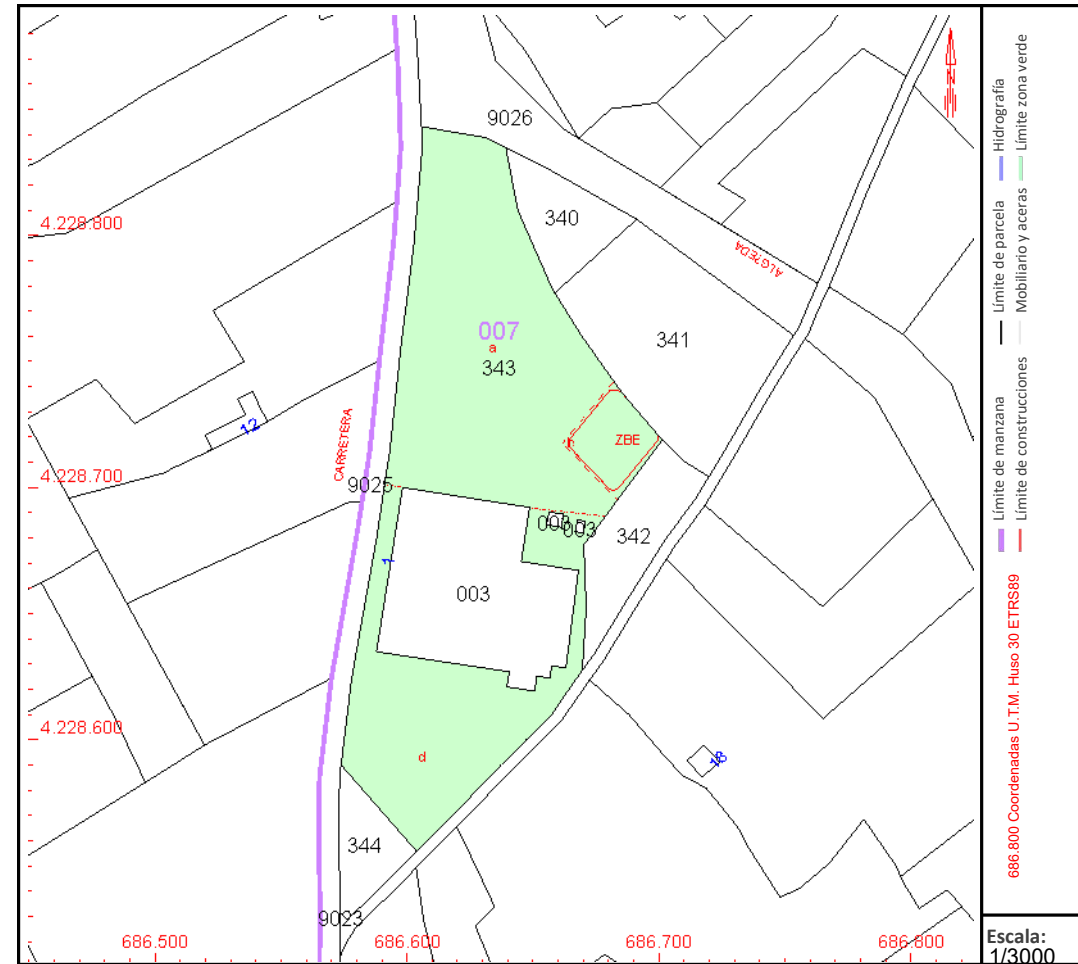 9026
4.228.800
340
007
a
343
341
12
CARRETERA
ZBE
4.228.700
9025
003
003
342
1
003
4.228.600
d
18
344
9023
686.500
686.600
686.700
686.800
N
Límite de manzana
Límite de parcela
Hidrografía
Límite de construcciones
Mobiliario y aceras
Límite zona verde
686.800 Coordenadas U.T.M. Huso 30 ETRS89
Escala:
1/3000